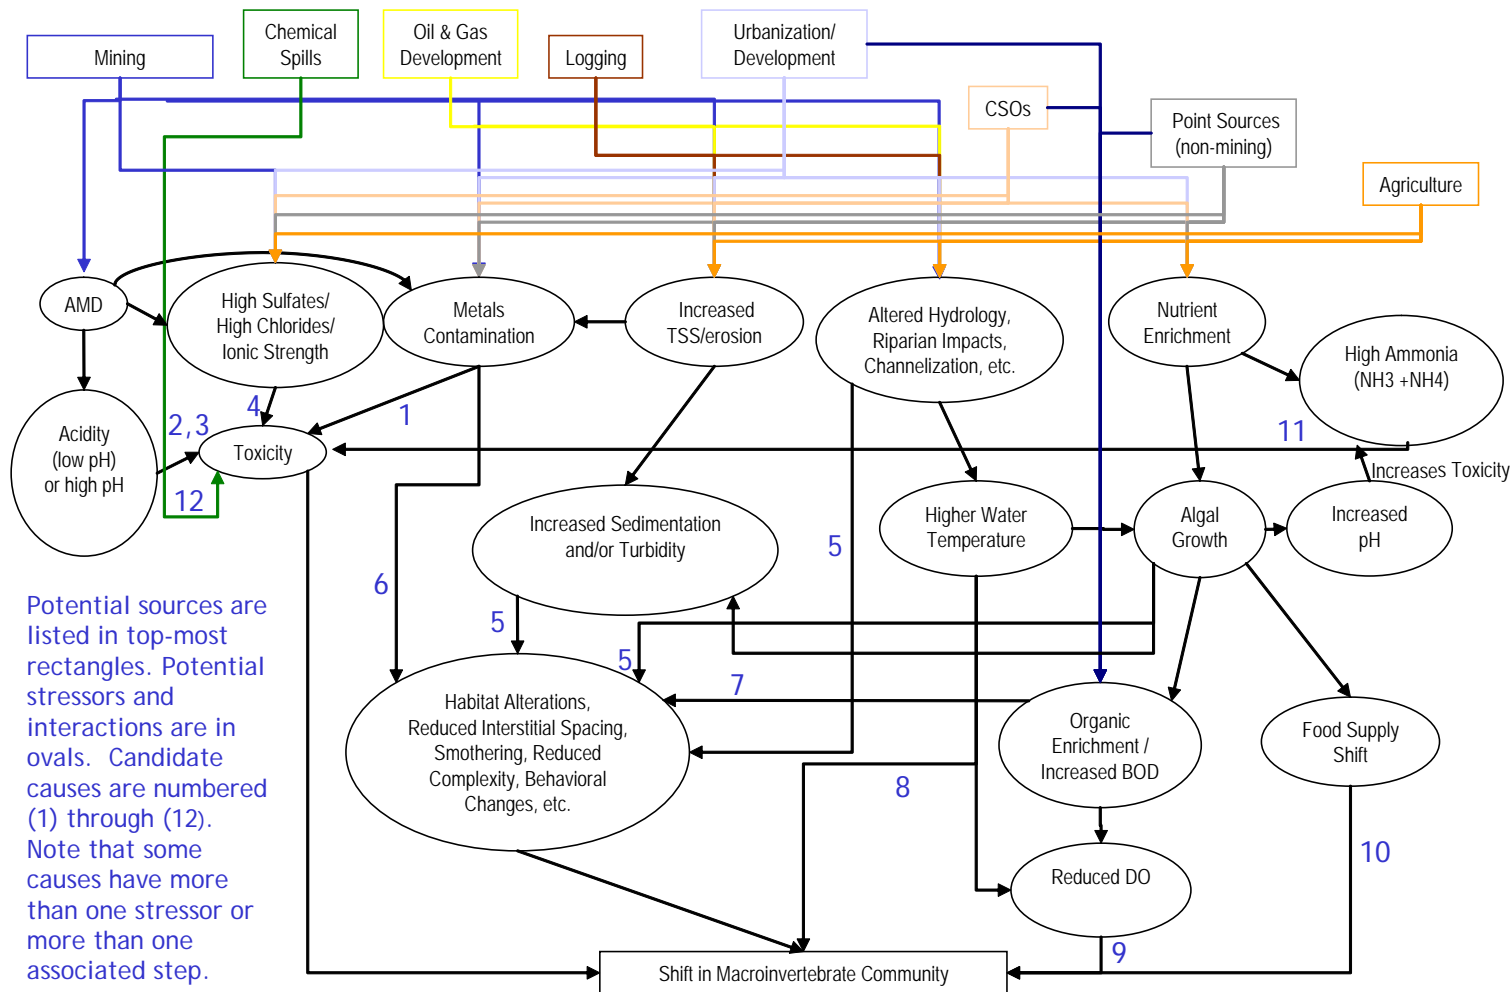 Mining
Chemical
Spills
Oil & Gas
Development
Logging
Urbanization/
Development
CSOs
Point Sources
(non-mining)
Agriculture
AMD
High Sulfates/
High Chlorides/
Ionic Strength
Metals
Contamination
Increased
TSS/erosion
Altered Hydrology,
Riparian Impacts,
Channelization, etc.
Nutrient
Enrichment
High Ammonia
(NH3 +NH4)
Acidity
(low pH)
or high pH
2,3
4
1
Toxicity
11
12
Increases Toxicity
Increased Sedimentation
and/or Turbidity
5
Higher Water
Temperature
Algal
Growth
Increased
pH
6
5
5
7
Potential sources are
listed in top-most
rectangles. Potential
stressors and
interactions are in
ovals. Candidate
causes are numbered
(1) through (12).
Note that some
causes have more
than one stressor or
more than one
associated step.
Habitat Alterations,
Reduced Interstitial Spacing,
Smothering, Reduced
Complexity, Behavioral
Changes, etc.
Organic
Enrichment /
Increased BOD
Food Supply
Shift
8
10
Reduced DO
9
Shift in Macroinvertebrate Community